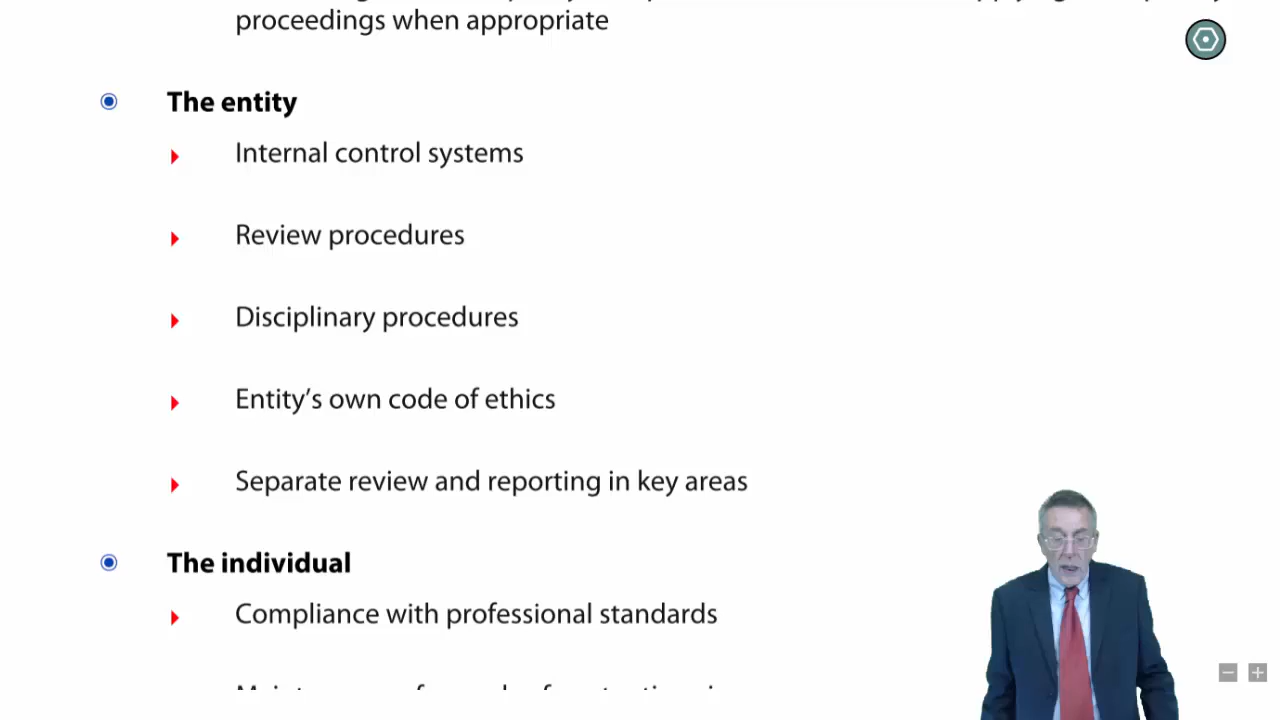 proceedings when appropriate
The entity
Internal control systems
Review procedures
Disciplinary procedures
Entity’s own code of ethics
Separate review and reporting in key areas
The individual
Compliance with professional standards